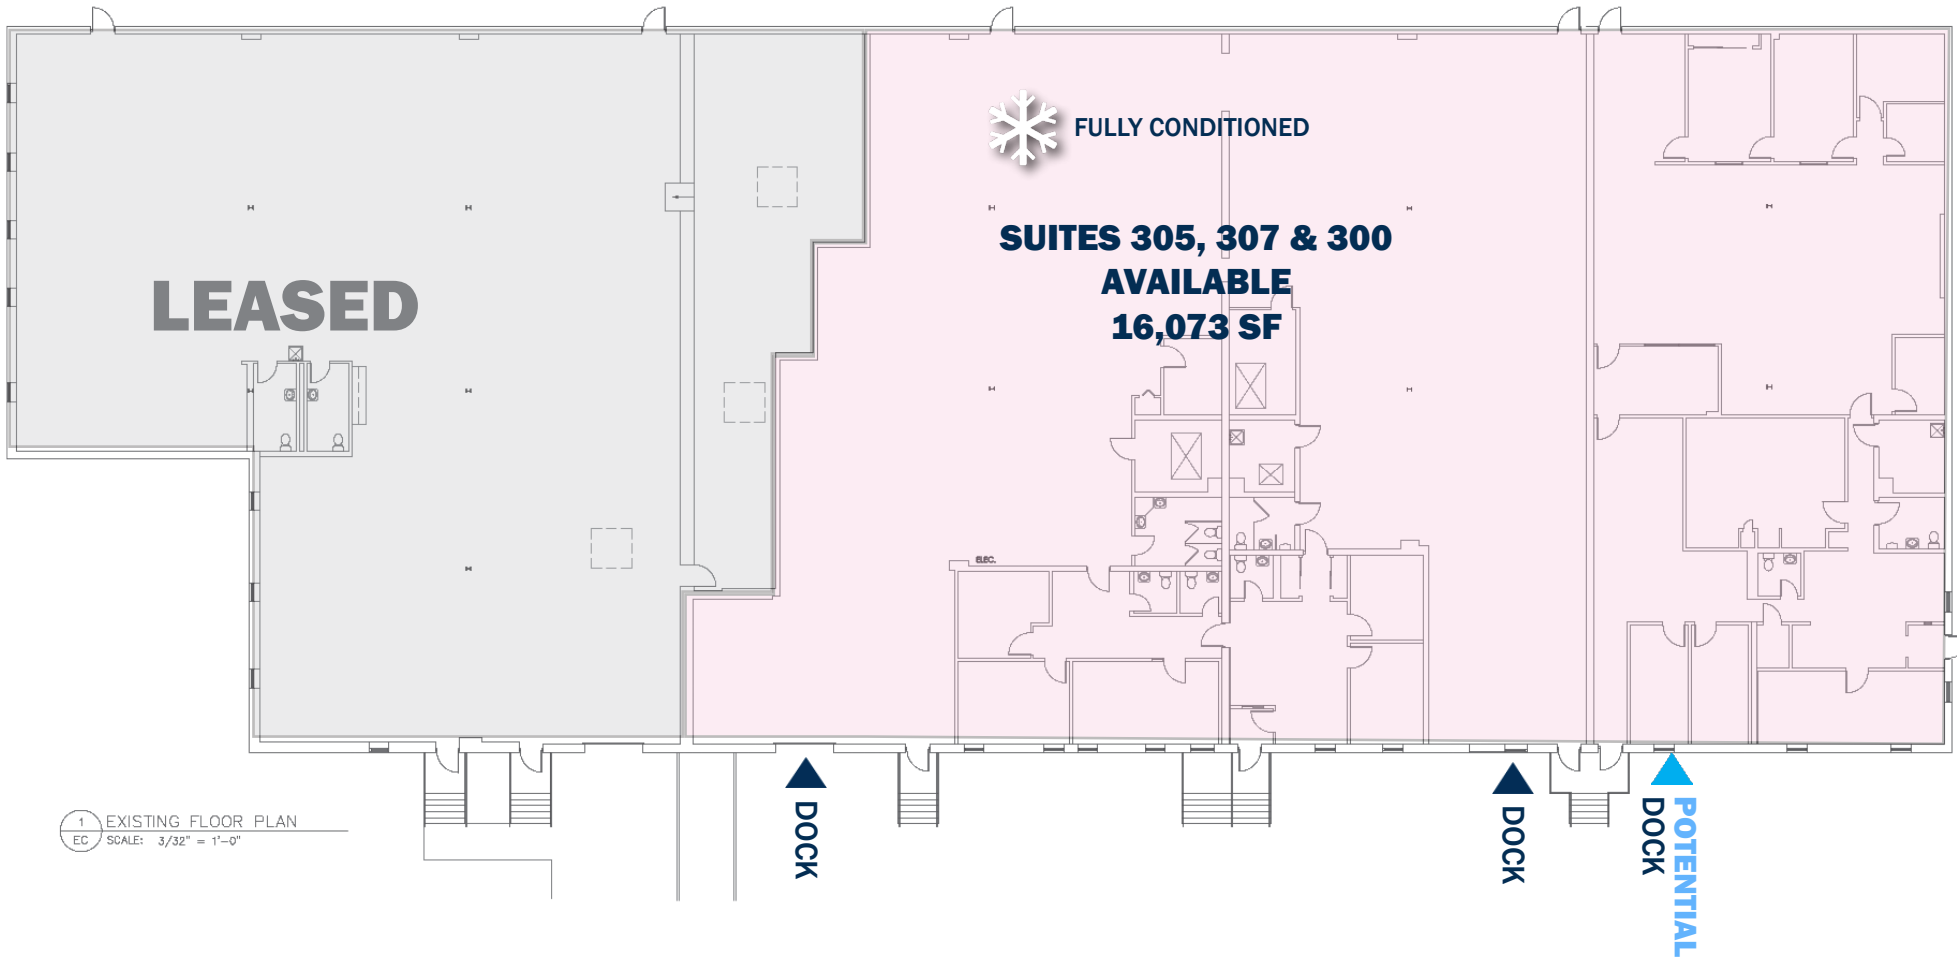 FULLY CONDITIONED
SUITES 305, 307 & 300
AVAILABLE
16,073 SF
LEASED
ELEC.
1
EC
EXISTING FLOOR PLAN
SCALE: 3/32" = 1'-0"
DOCK
DOCK
POTENTIAL
DOCK